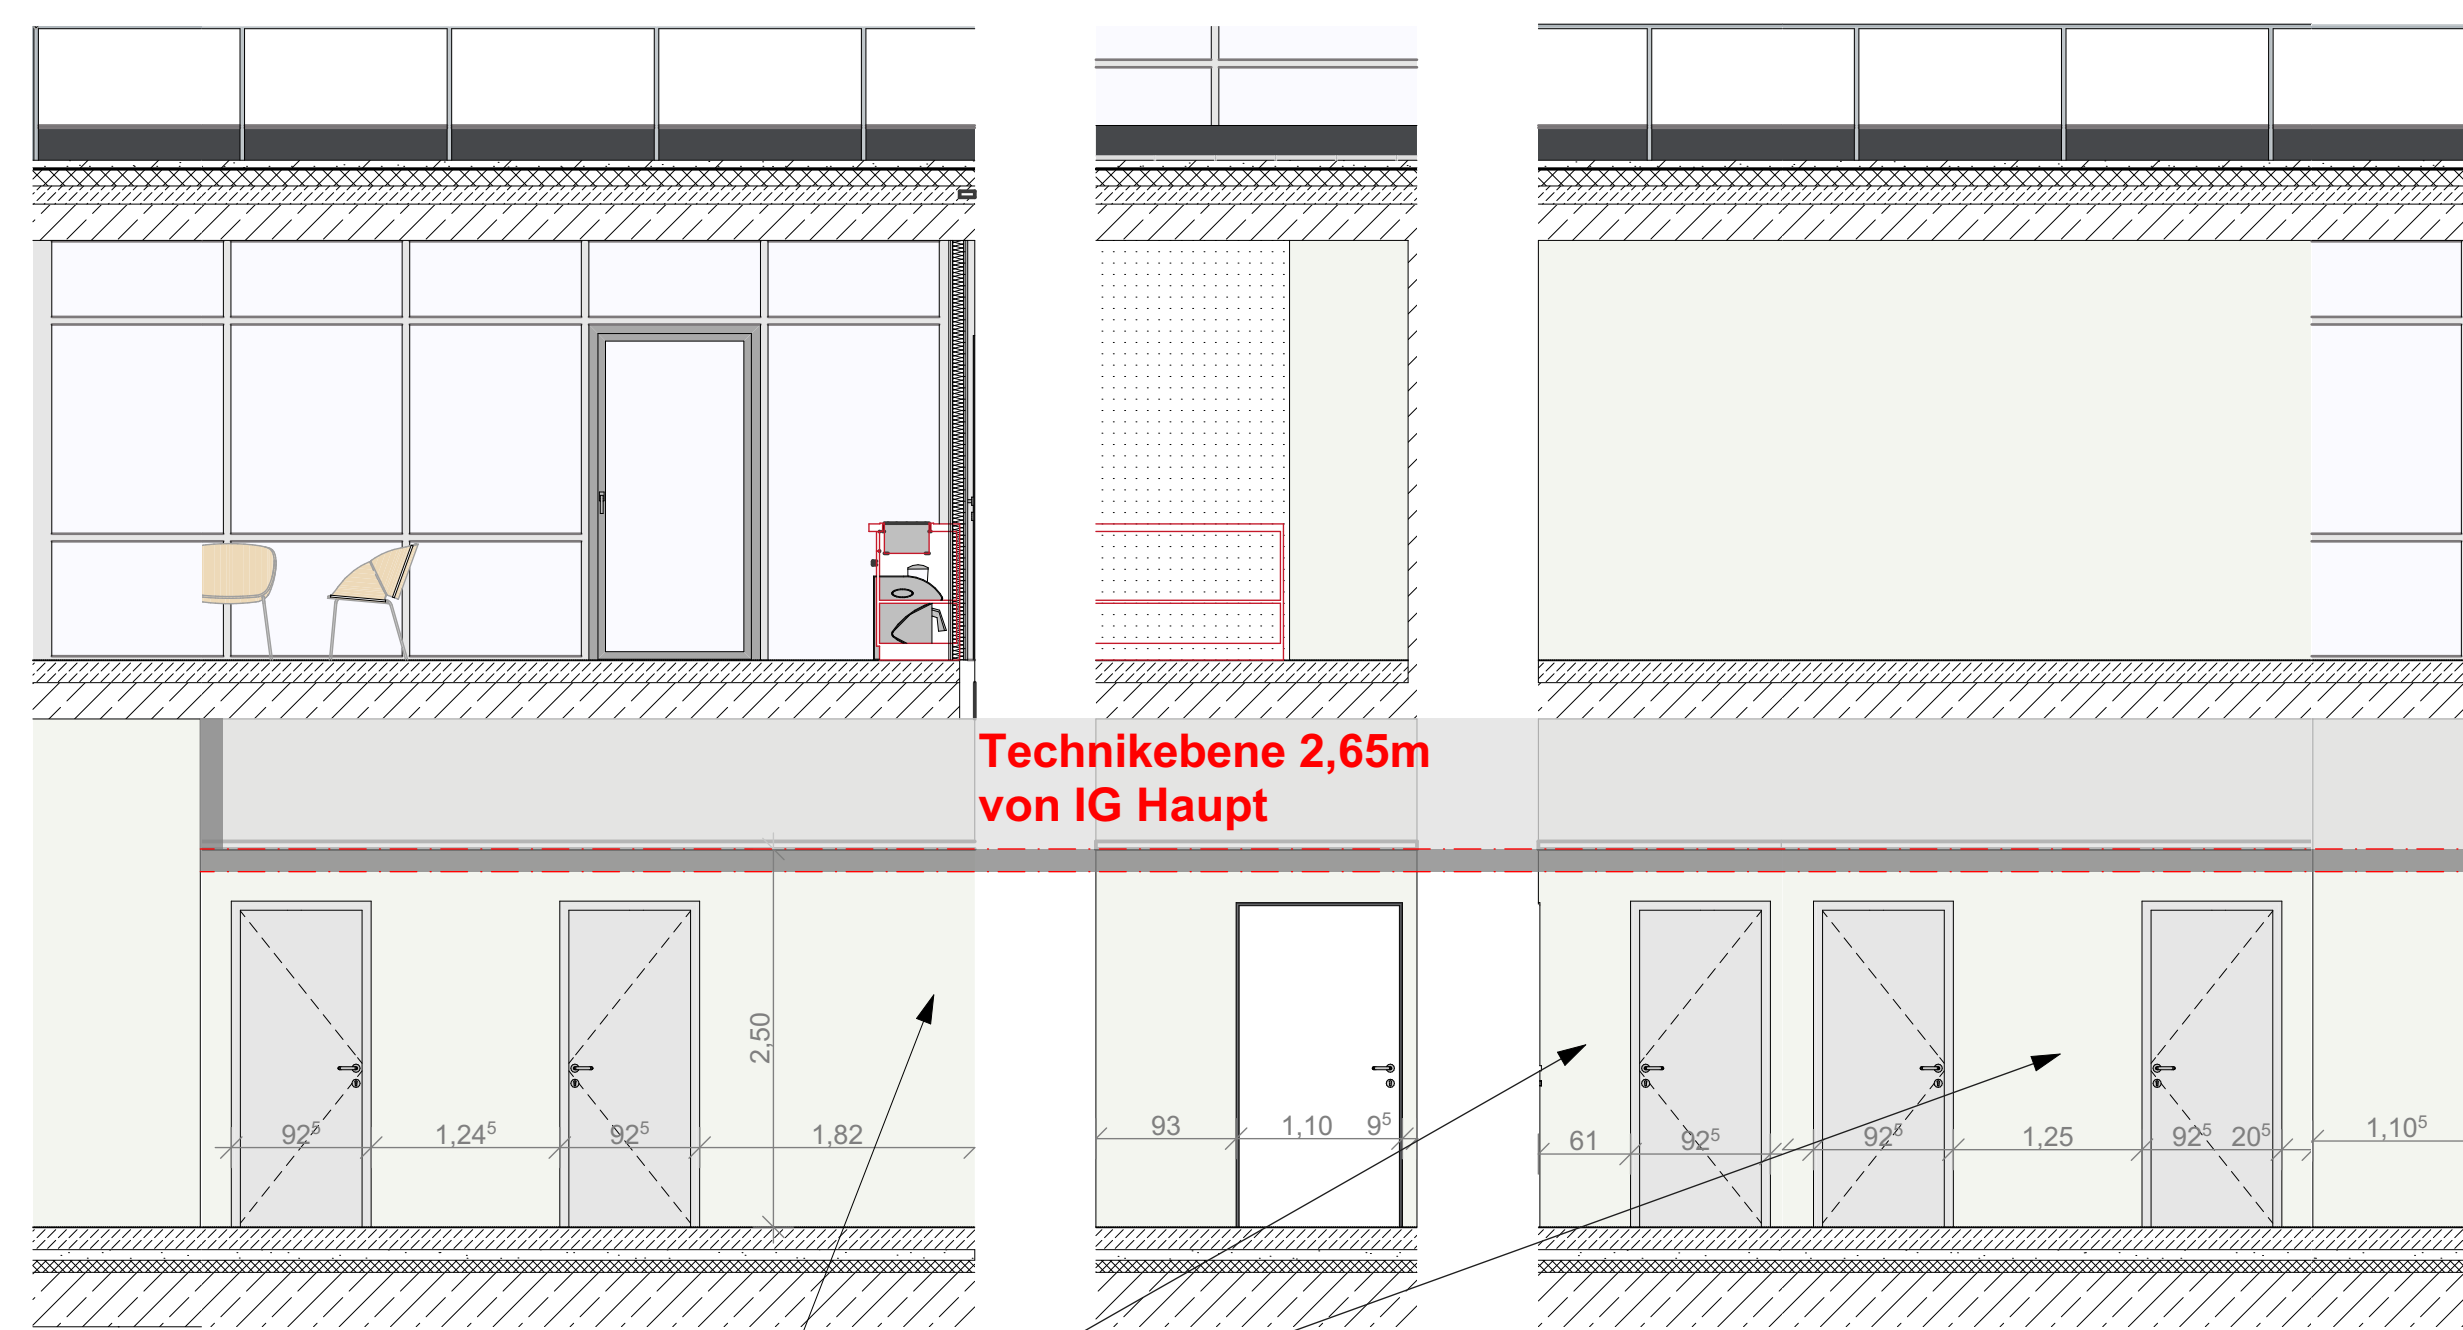 Technikebene 2,65m
von IG Haupt
2,50
92⁵ 1,24⁵ 92⁵ 1,82
93 1,10 9⁵
61 92⁵ 92⁵ 1,25 92⁵ 20⁵ 1,10⁵